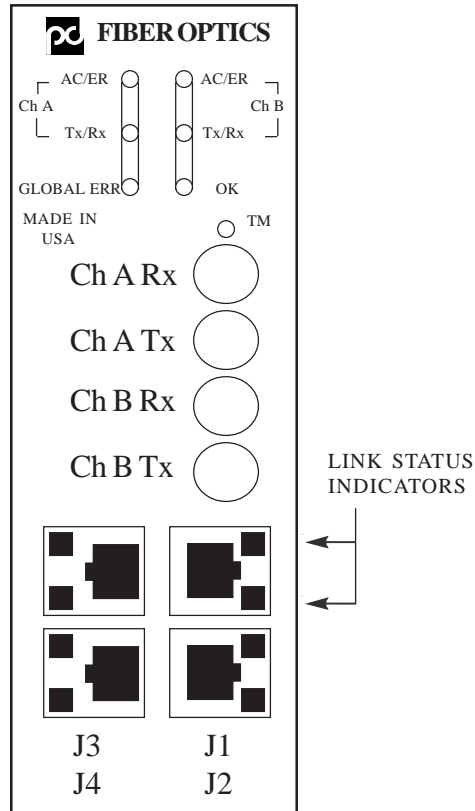 pd FIBER OPTICS
AC/ER AC/ER
Ch A Ch B
Tx/Rx Tx/Rx
GLOBAL ERR OK
MADE IN
USA
TM
Ch A Rx
Ch A Tx
Ch B Rx
Ch B Tx
LINK STATUS
INDICATORS
J3 J1
J4 J2